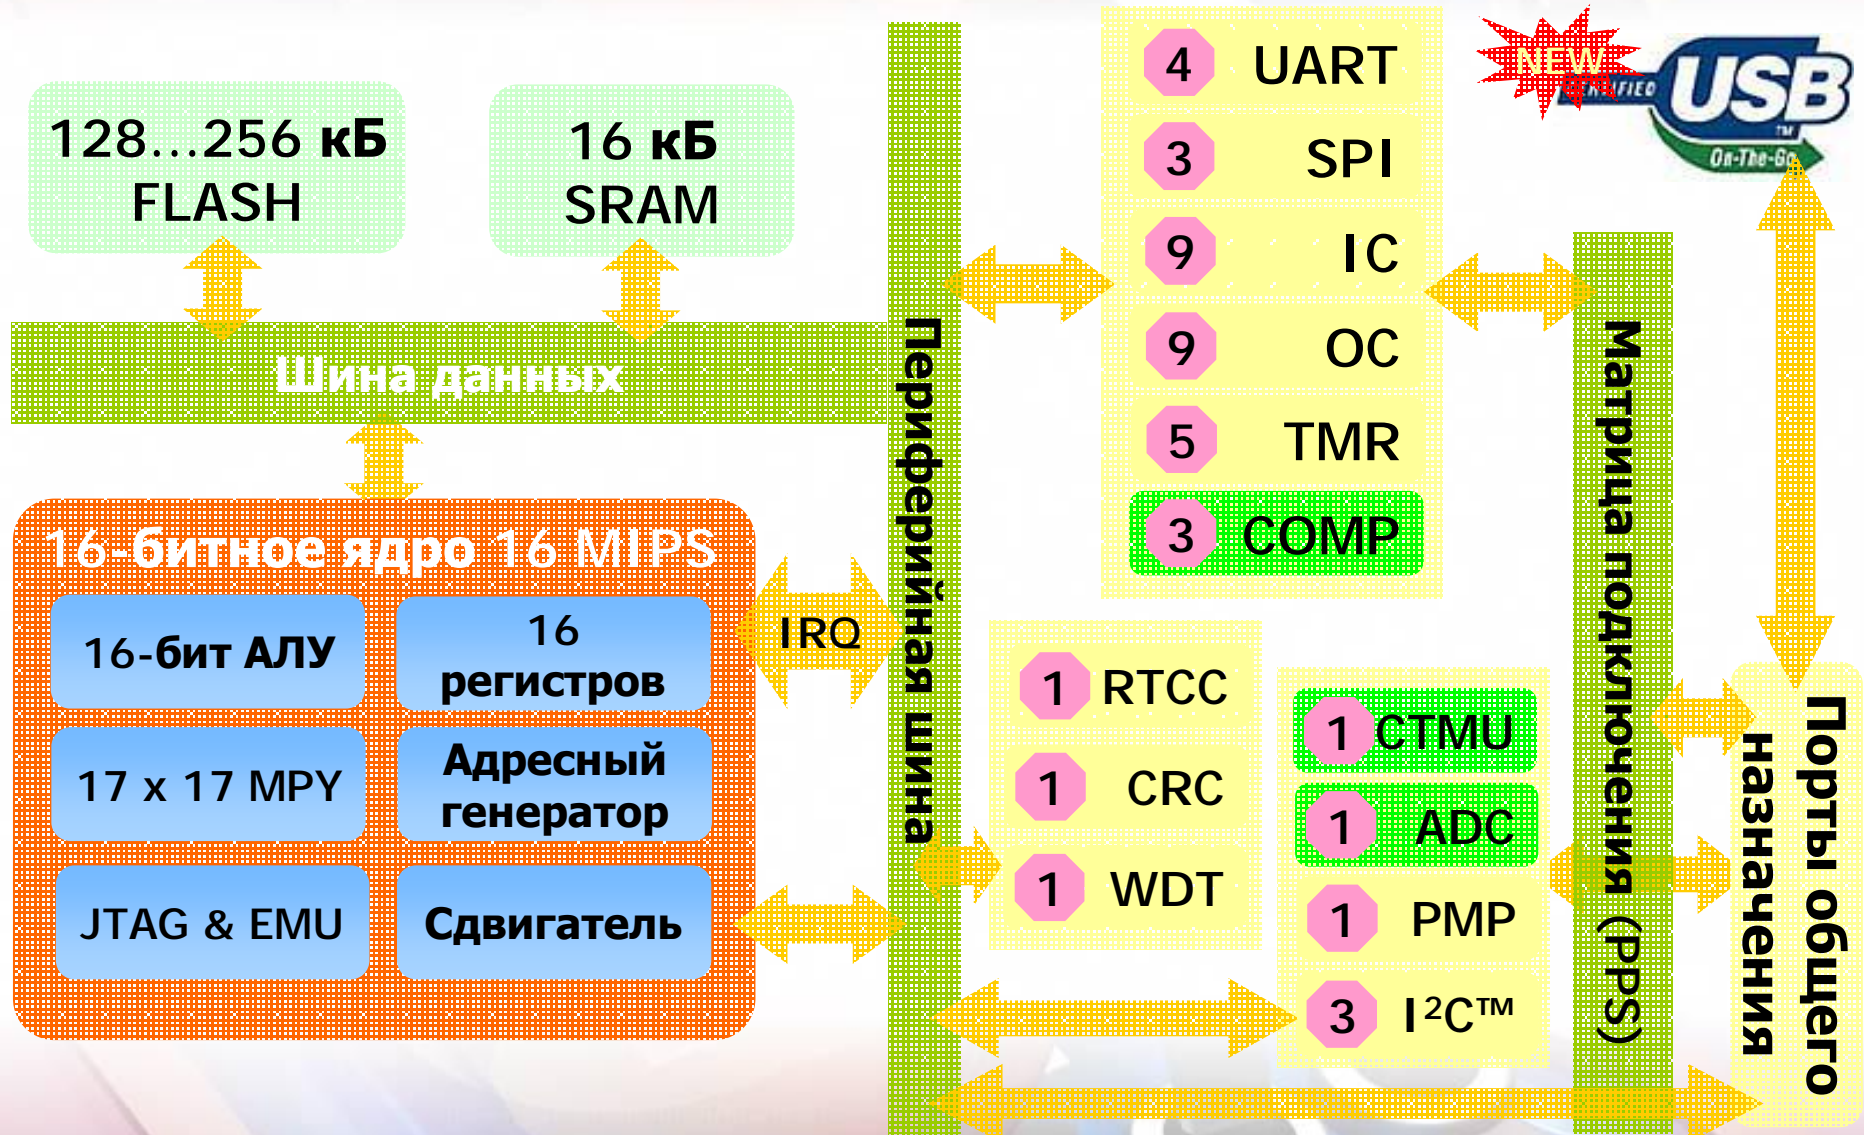 128...256 кБ
FLASH
16 кБ
SRAM
Шина данных
16-битное ядро 16 MIPS
16-бит АЛУ
16
регистров
17 x 17 MPY
Адресный
генератор
JTAG & EMU
Сдвигатель
IRQ
Периферийная шина
4 UART
3 SPI
9 IC
9 OC
5 TMR
3 COMP
1 RTCC
1 CRC
1 WDT
1 CTMU
1 ADC
1 PMP
3 I²C™
Матрица подключения (PPS)
NEW
USB
TM
On-The-Go
Порты общего
назначения